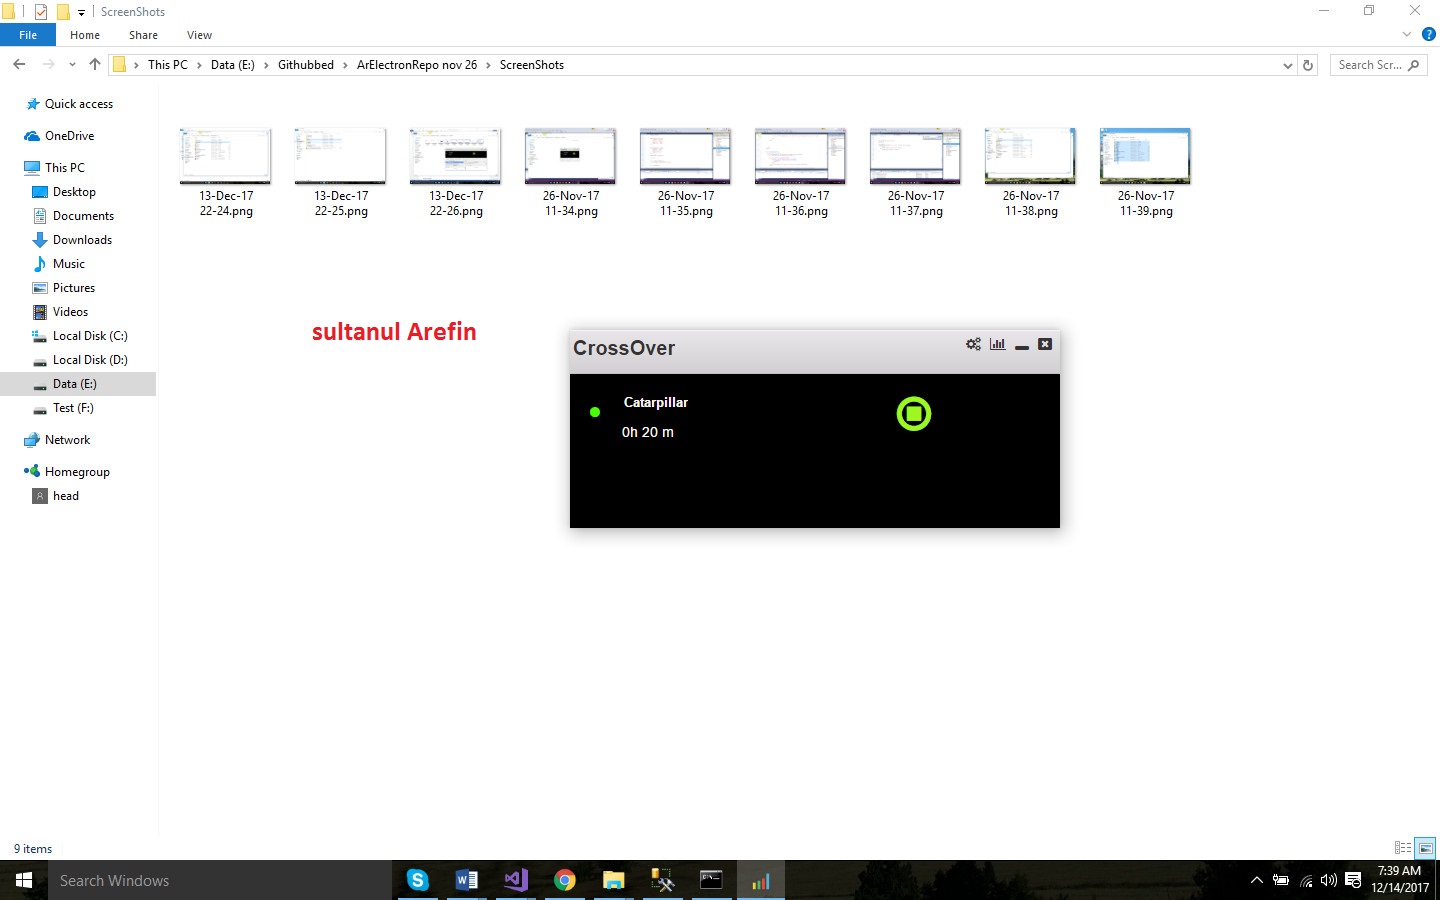 ScreenShots
File Home Share View
This PC Data (E:) Githubbed ArElectronRepo nov 26 ScreenShots
Search Scr...
Quick access
OneDrive
This PC
Desktop
Documents
Downloads
Music
Pictures
Videos
Local Disk (C:)
Local Disk (D:)
Data (E:)
Test (F:)
Network
Homegroup
head
13-Dec-17 22-24.png
13-Dec-17 22-25.png
13-Dec-17 22-26.png
26-Nov-17 11-34.png
26-Nov-17 11-35.png
26-Nov-17 11-36.png
26-Nov-17 11-37.png
26-Nov-17 11-38.png
26-Nov-17 11-39.png
sultanul Arefin
CrossOver
Catarpillar
0h 20 m
9 items
Search Windows
7:39 AM
12/14/2017